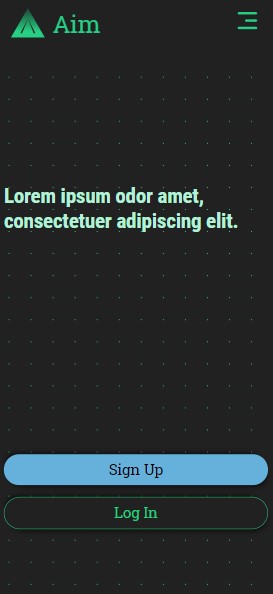 Aim
Lorem ipsum odor amet,
consectetuer adipiscing elit.
Sign Up
Log In